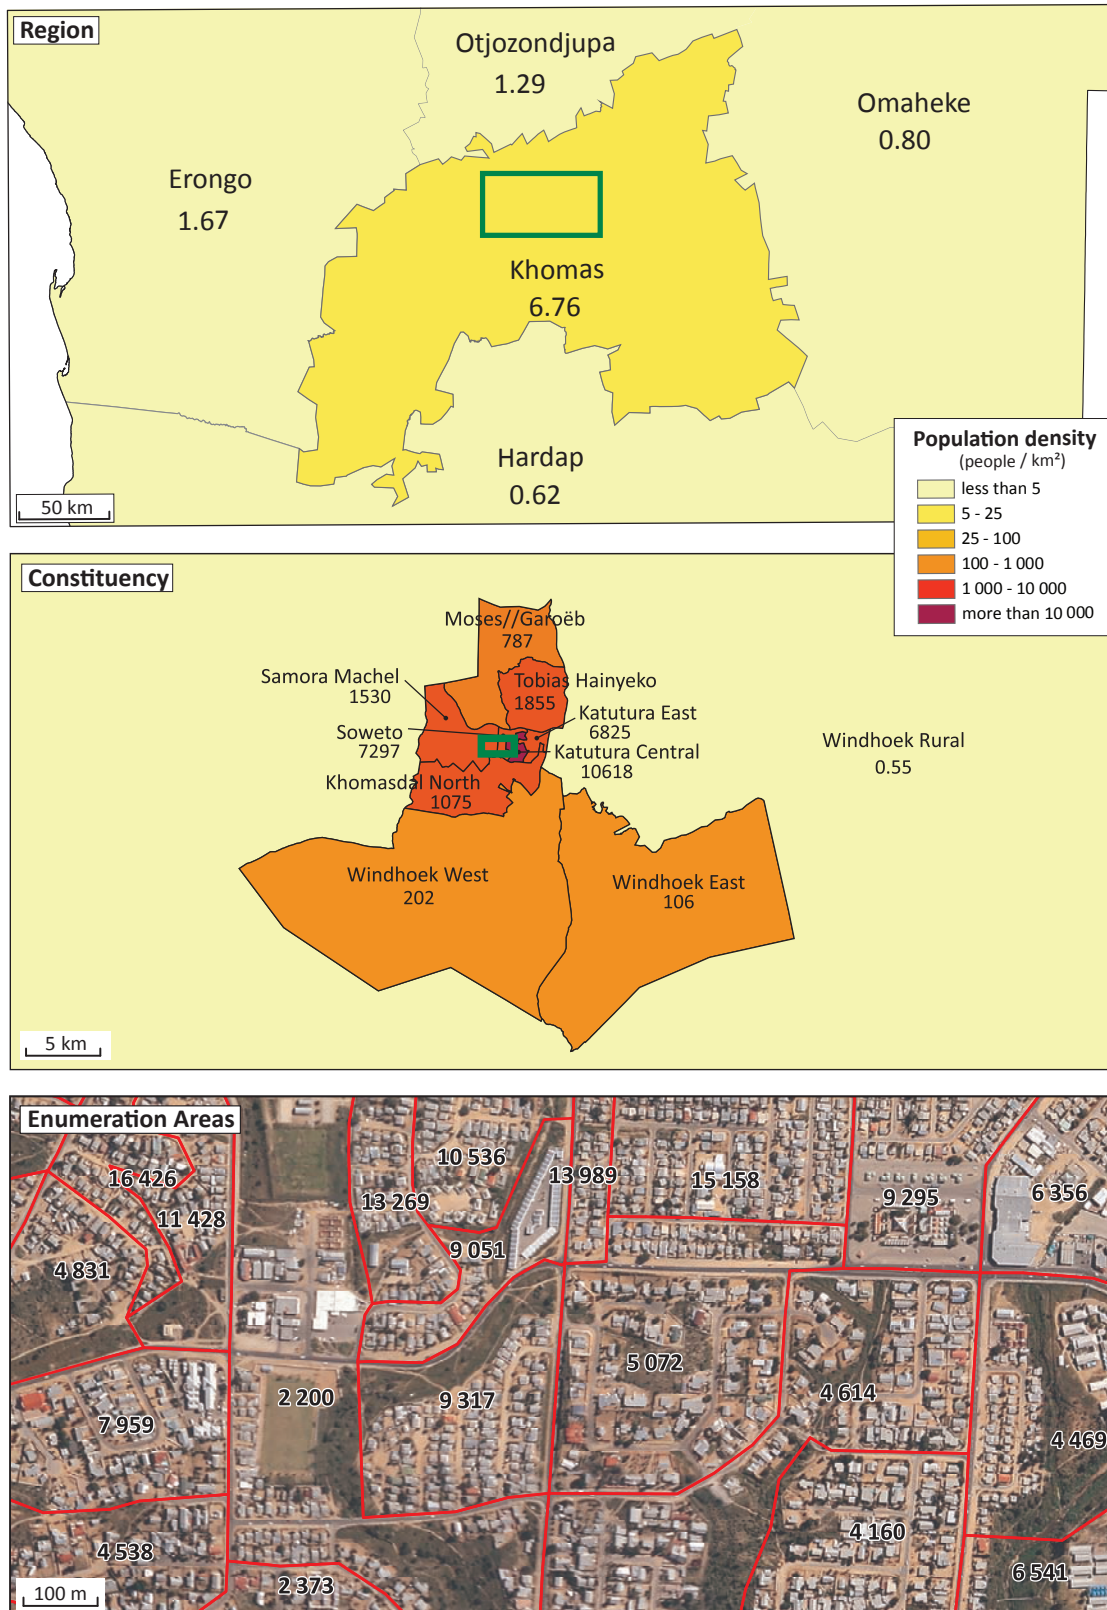 Region
Otjozondjupa
1.29
Omaheke
0.80
Erongo
1.67
Khomas
6.76
Hardap
0.62
50 km
Population density
(people / km²)
less than 5
5 - 25
25 - 100
100 - 1 000
1 000 - 10 000
more than 10 000
Constituency
Moses//Garoëb
787
Samora Machel
1530
Tobias Hainyeko
1855
Soweto
7297
Katutura East
6825
Katutura Central
10618
Khomasdal North
1075
Windhoek Rural
0.55
Windhoek West
202
Windhoek East
106
5 km
Enumeration Areas
16 426
11 428
4 831
13 269
10 536
9 051
13 989
15 158
9 295
6 356
7 959
2 200
9 317
5 072
4 614
4 469
4 538
2 373
4 160
6 541
100 m